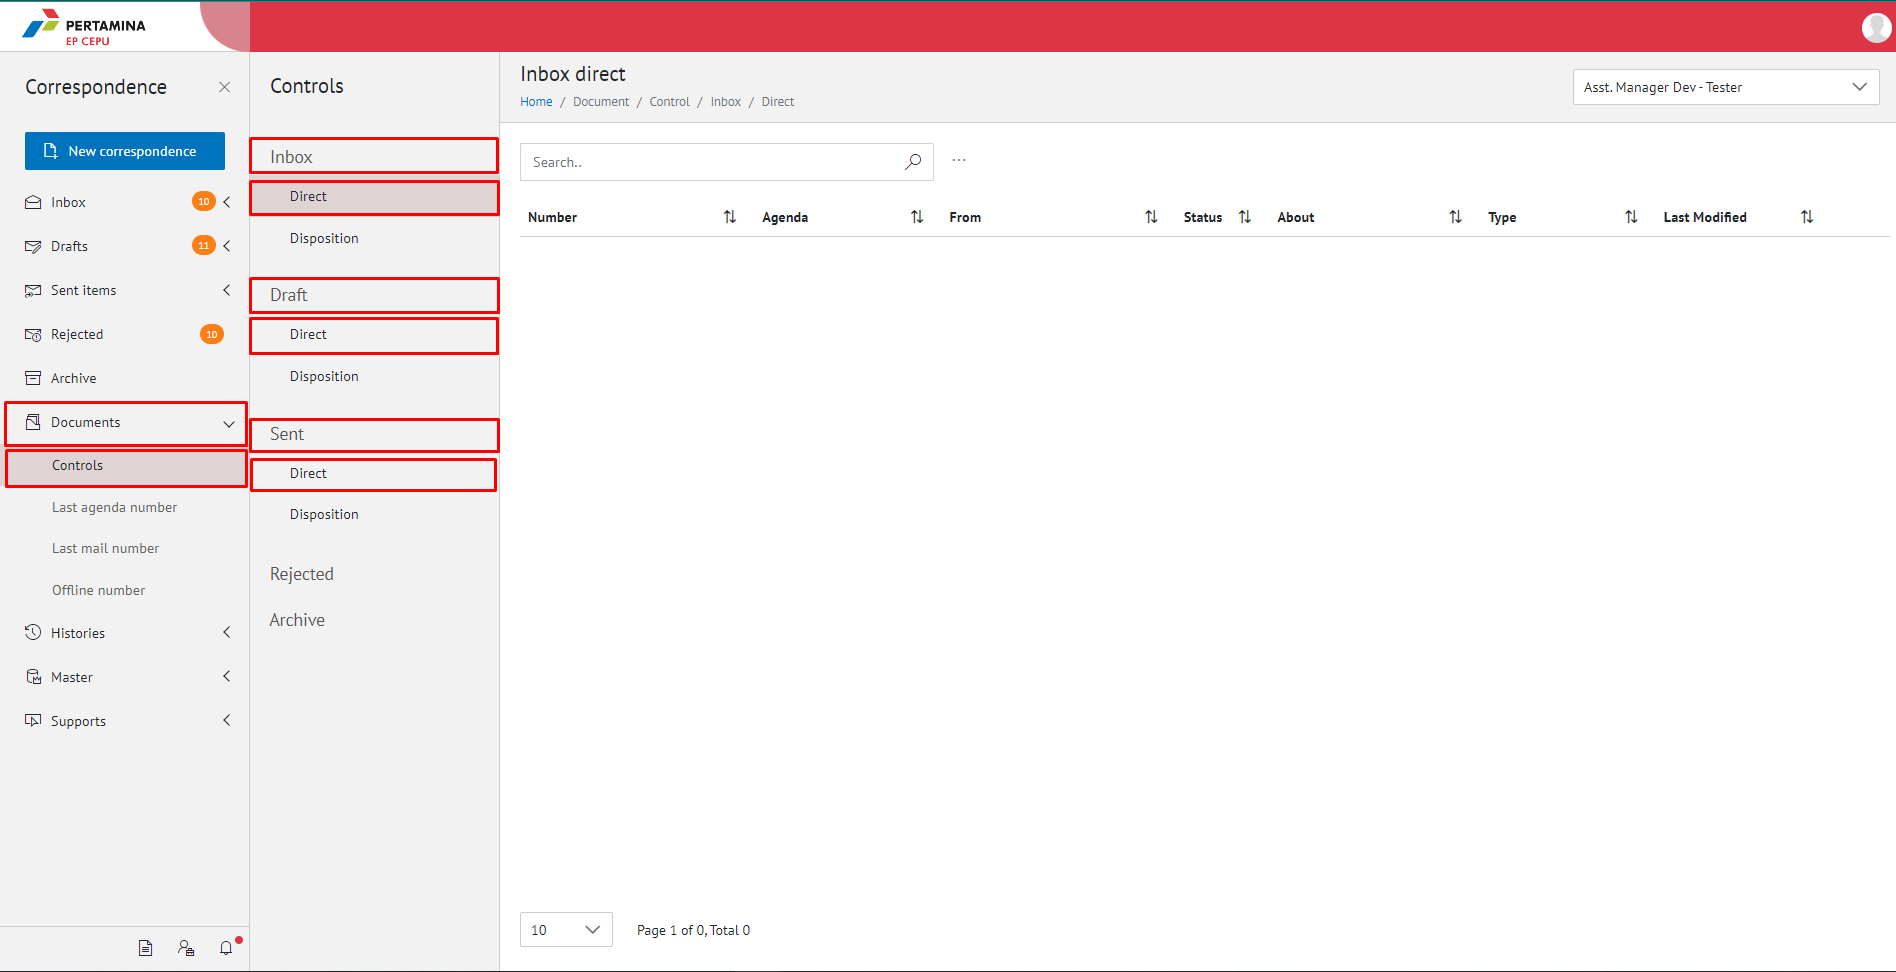 PERTAMINA
EP CEPU
Correspondence
New correspondence
Inbox 10
Drafts 11
Sent items
Rejected 10
Archive
Documents
Controls
Last agenda number
Last mail number
Offline number
Histories
Master
Supports
Controls
Inbox
Direct
Disposition
Draft
Direct
Disposition
Sent
Direct
Disposition
Rejected
Archive
Inbox direct
Home / Document / Control / Inbox / Direct
Asst. Manager Dev - Tester
Search.. ...
Number Agenda From Status About Type Last Modified
10 Page 1 of 0, Total 0